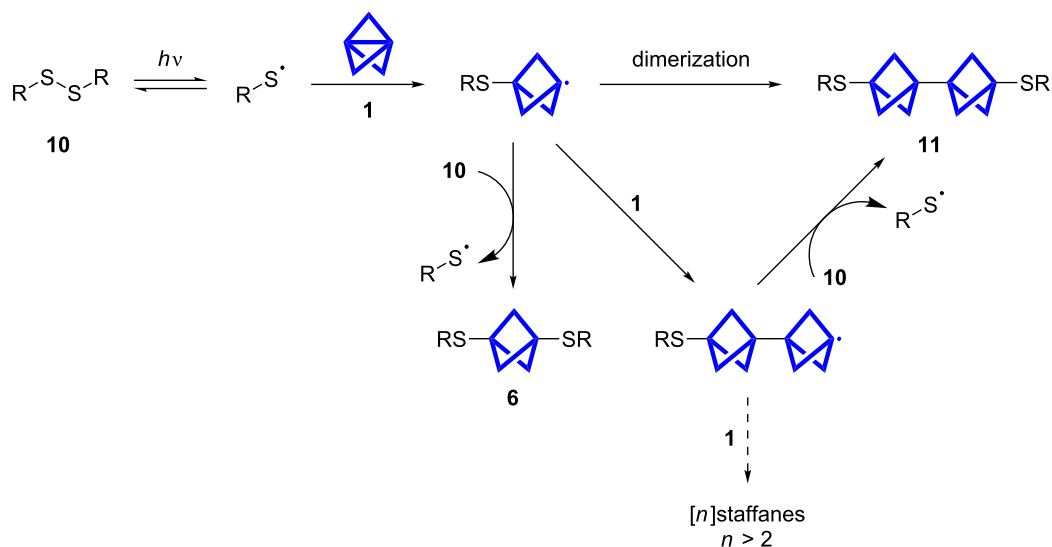 hν
dimerization
R
S
S
R
R
S•
RS
•
RS
SR
10
1
11
10
1
R
S•
R
S•
10
RS
SR
RS
•
6
1
[n]staffanes
n > 2